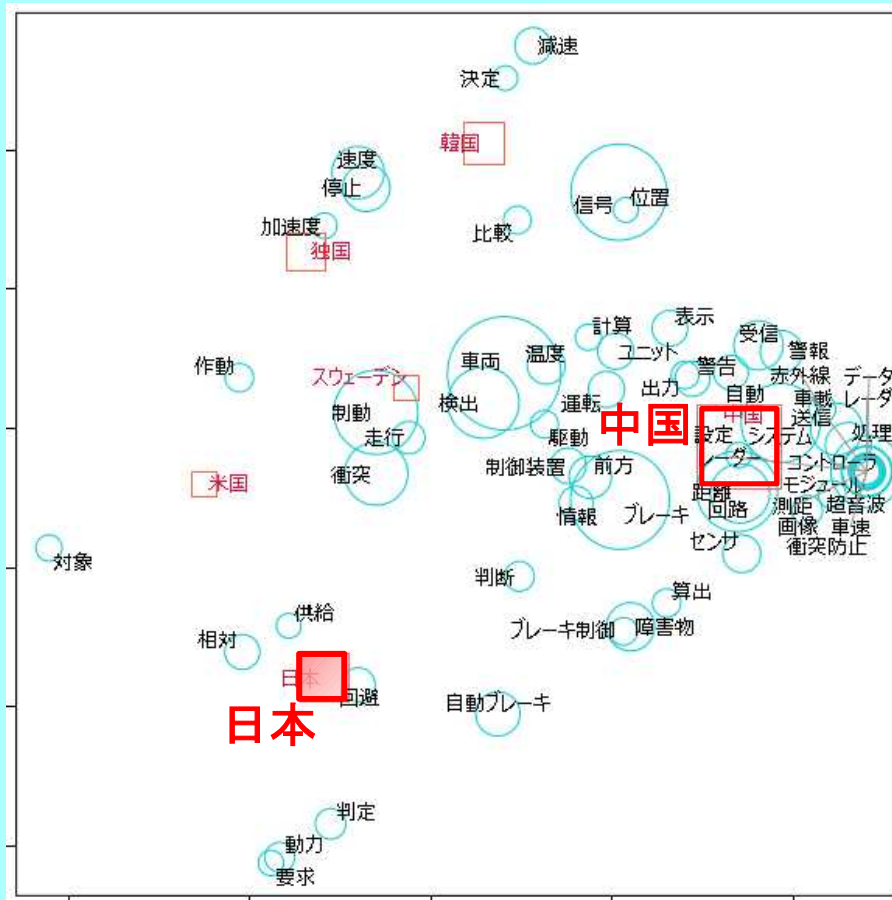 減速
決定
韓国
速度
停止
信号
位置
比較
加速度
独国
計算
表示
受信
警報
車両
温度
ユニット
作動
スウェーデン
警告
赤外線
データ
出力
自動
車載
レーダ
制動
検出
運転
中国
中国
送信
走行
駆動
設定
システム
処理
衝突
制御装置
前方
レーダー
コントローラ
米国
モジュール
距離
情報
ブレーキ
回路
測距
超音波
画像
車速
センサ
衝突防止
対象
判断
算出
供給
相対
ブレーキ制御
障害物
日本
回避
日本
自動ブレーキ
判定
動力
要求